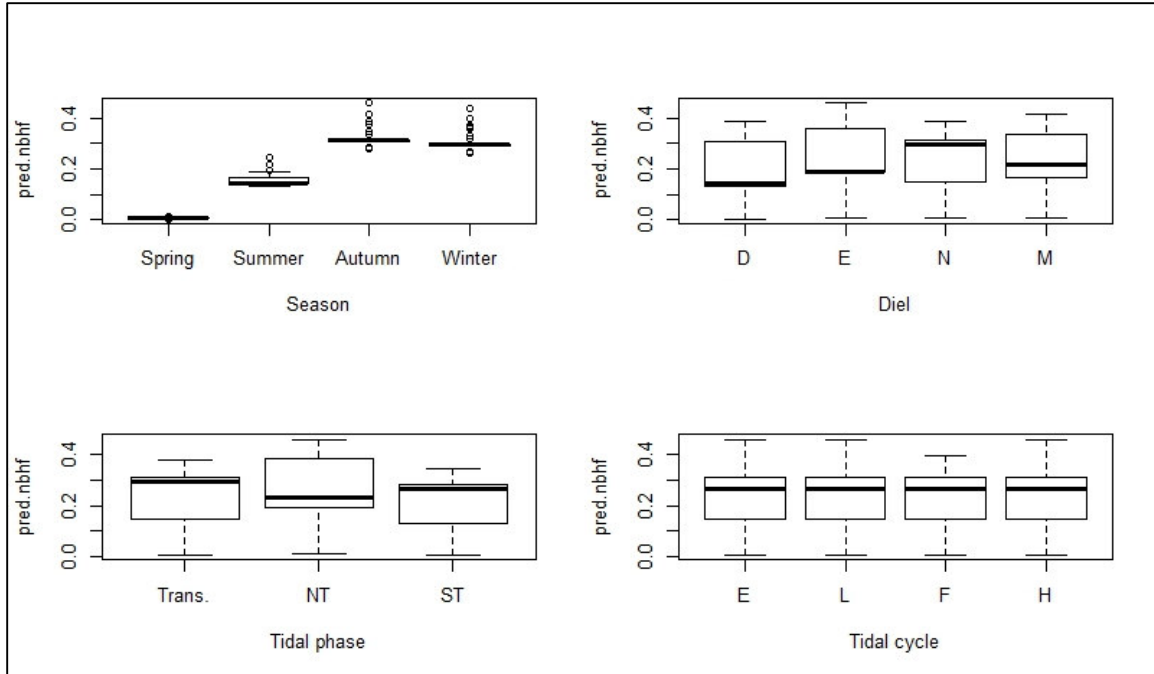 pred.nbhf
0.4
0.2
0.0
Spring Summer Autumn Winter
Season
pred.nbhf
0.4
0.2
0.0
D E N M
Diel
pred.nbhf
0.4
0.2
0.0
Trans. NT ST
Tidal phase
pred.nbhf
0.4
0.2
0.0
E L F H
Tidal cycle